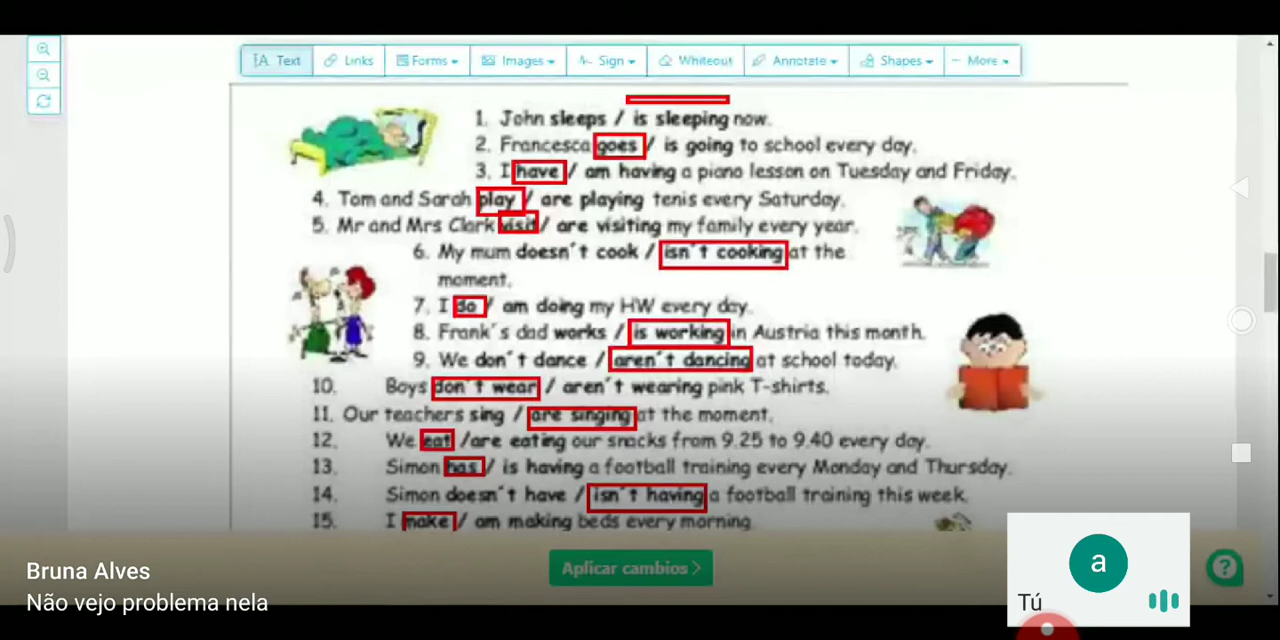 Text Links Forms Images Sign Whiteout Annotate Shapes More
1. John sleeps / is sleeping now.
2. Francesca goes / is going to school every day.
3. I have / am having a piano lesson on Tuesday and Friday.
4. Tom and Sarah play / are playing tenis every Saturday.
5. Mr and Mrs Clark visit / are visiting my family every year.
6. My mum doesn´t cook / isn´t cooking at the
moment.
7. I do / am doing my HW every day.
8. Frank´s dad works / is working in Austria this month.
9. We don´t dance / aren´t dancing at school today.
10. Boys don´t wear / aren´t wearing pink T-shirts.
11. Our teachers sing / are singing at the moment.
12. We eat /are eating our snacks from 9.25 to 9.40 every day.
13. Simon has / is having a football training every Monday and Thursday.
14. Simon doesn´t have / isn´t having a football training this week.
15. I make / am making beds every morning.
Aplicar cambios
?
a
Tú
Bruna Alves
Não vejo problema nela